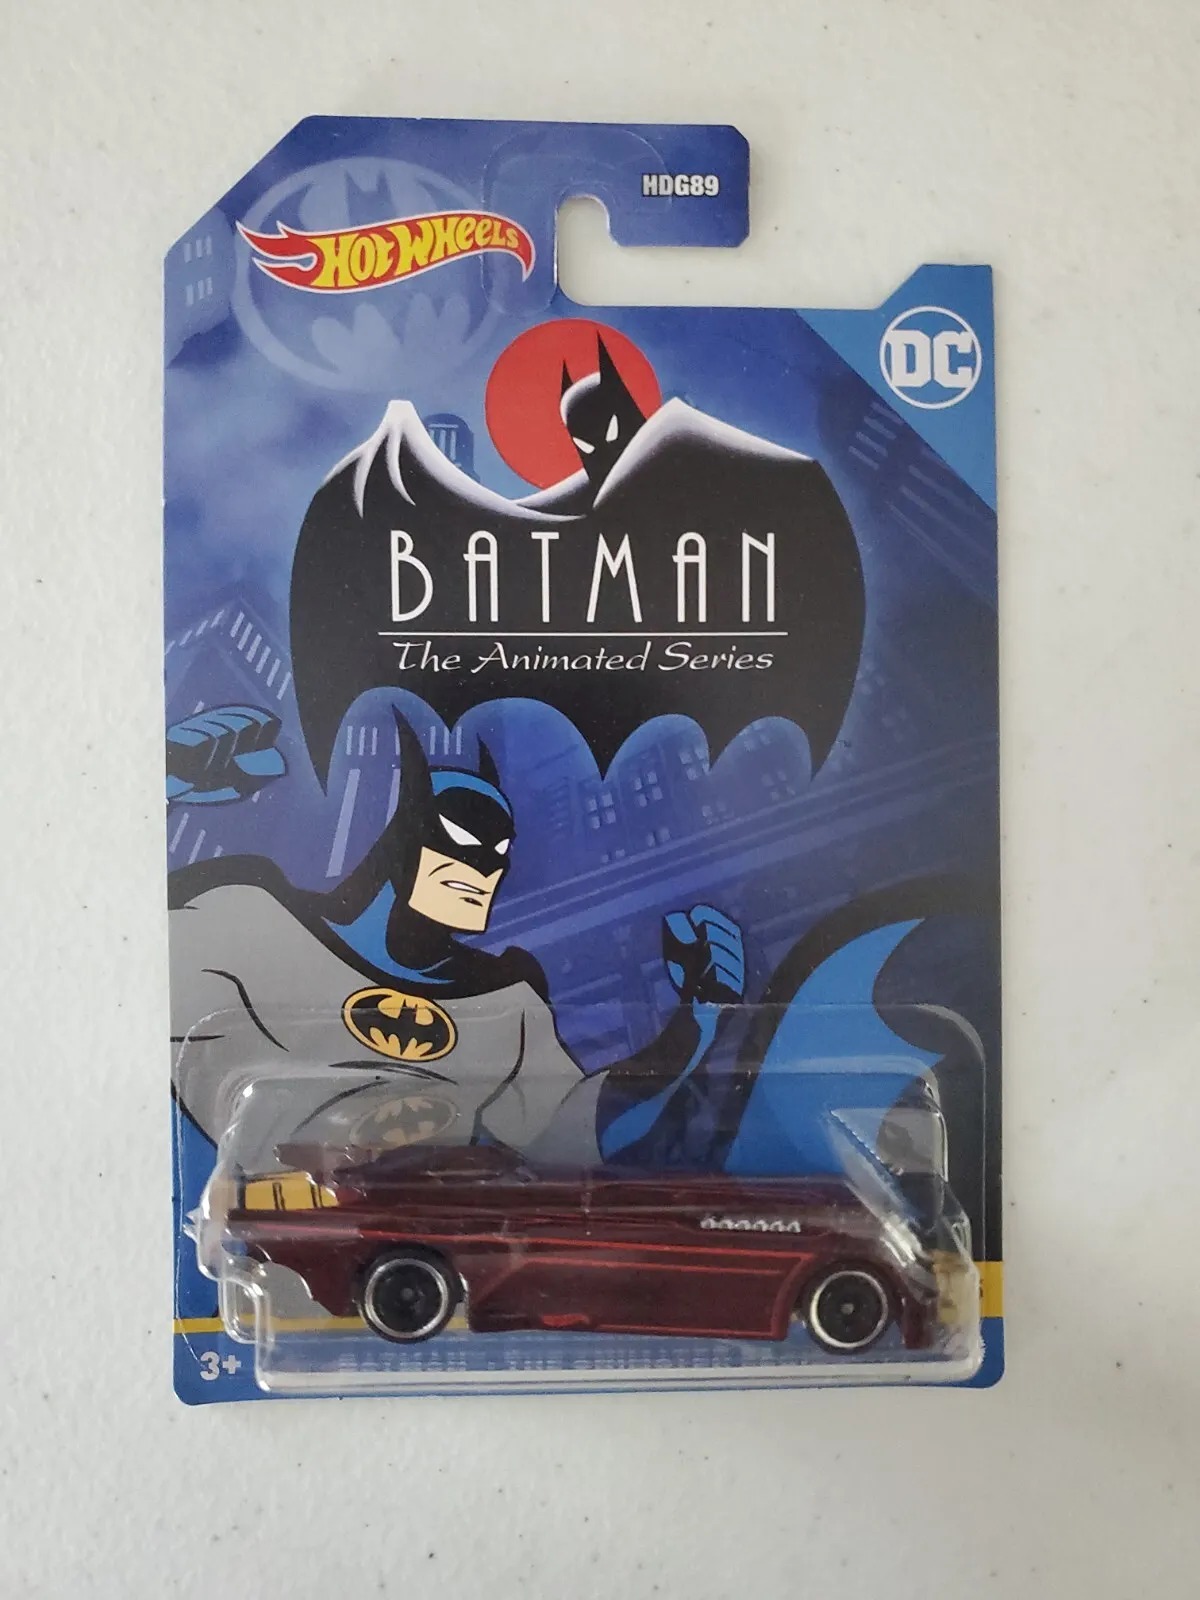 HDG89
HOT WHEELS
DC
BATMAN
The Animated Series
3+